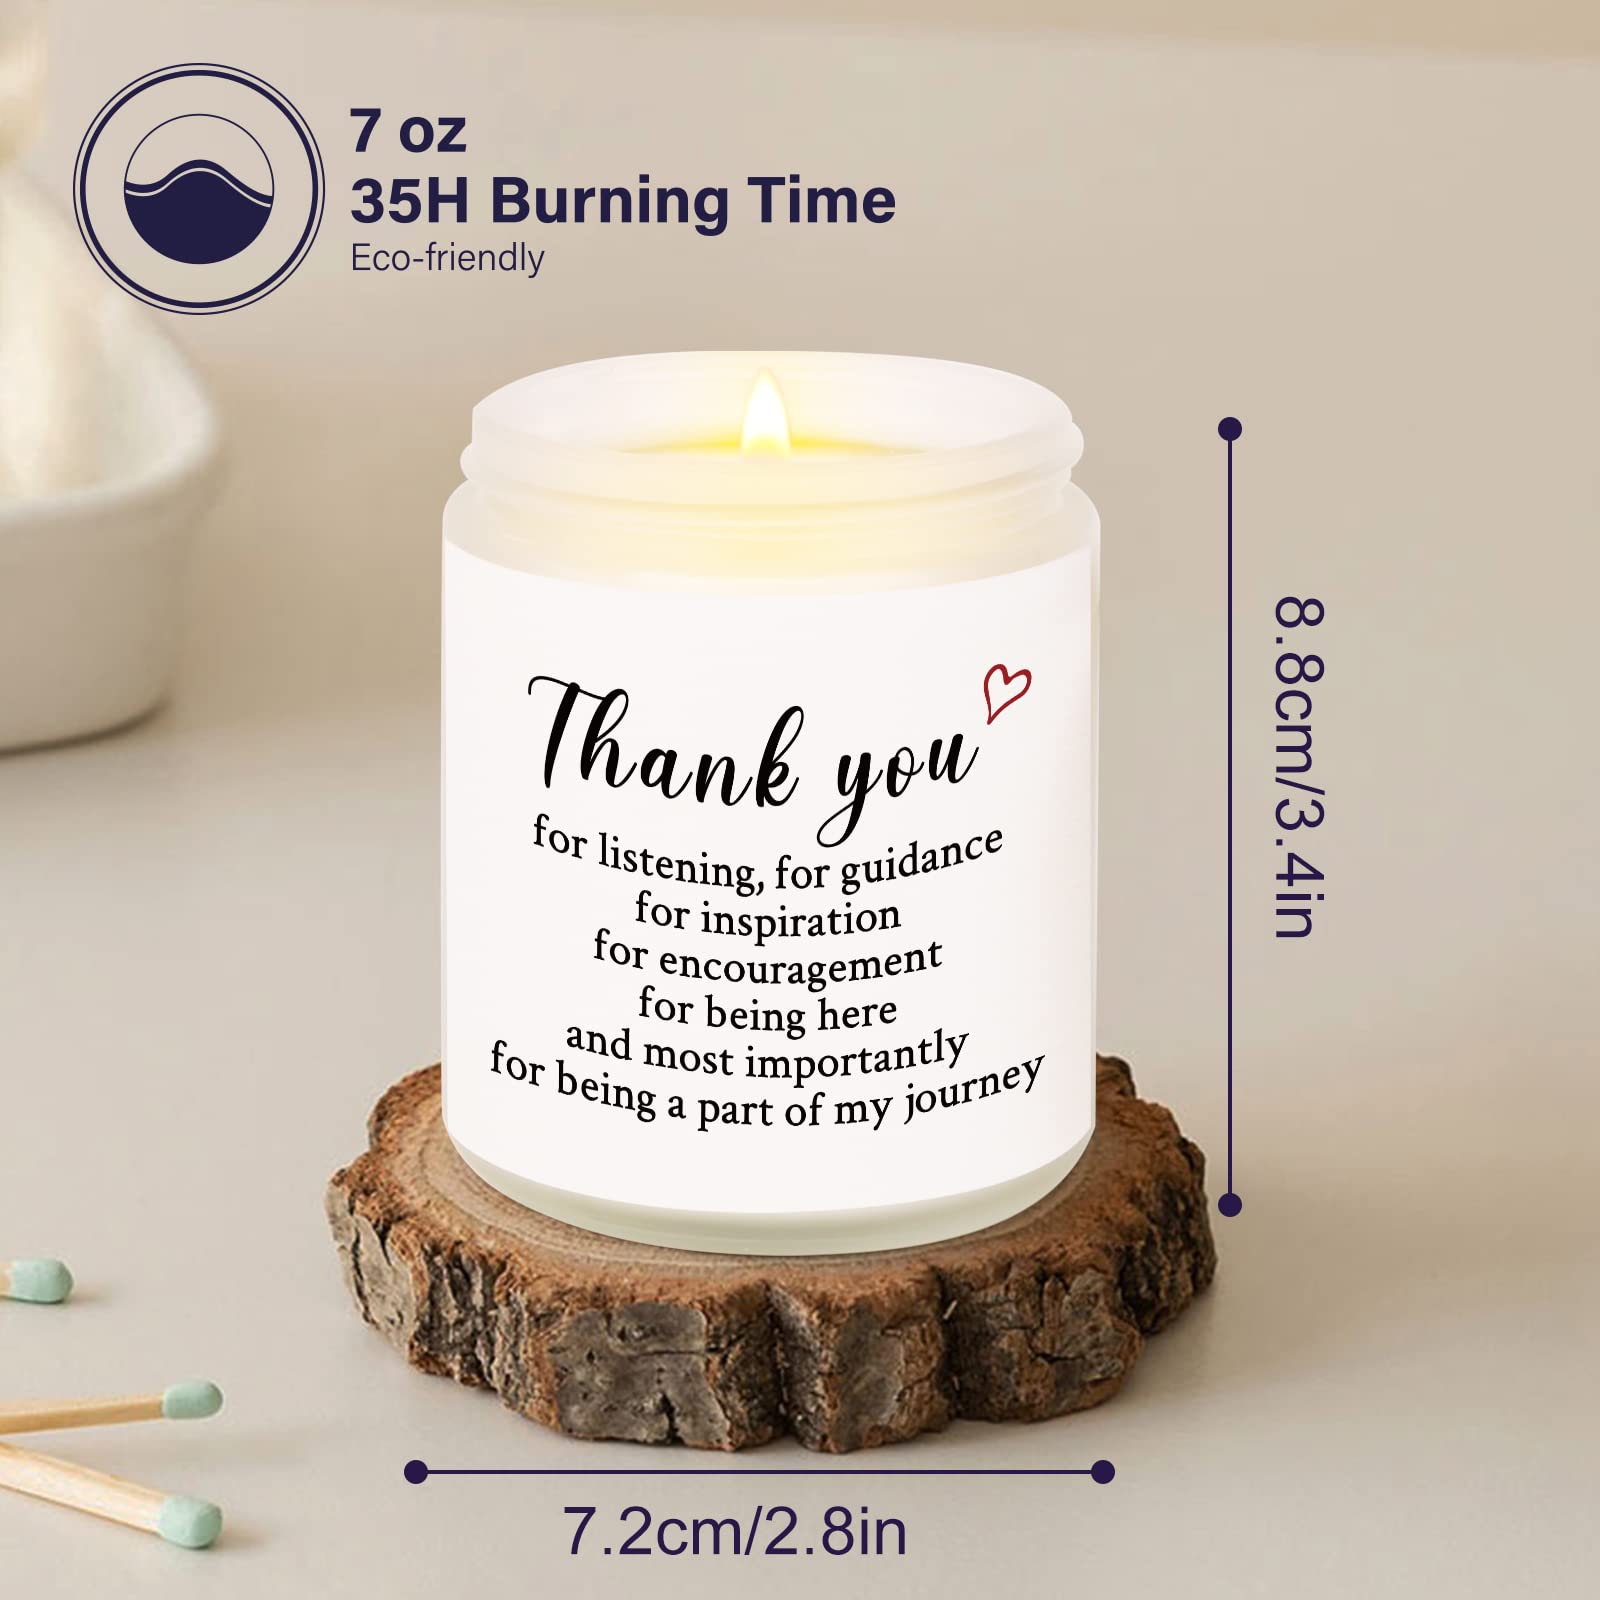 7 oz
35H Burning Time
Eco-friendly
Thank you
for listening, for guidance
for inspiration
for encouragement
for being here
and most importantly
for being a part of my journey
8.8cm/3.4in
7.2cm/2.8in